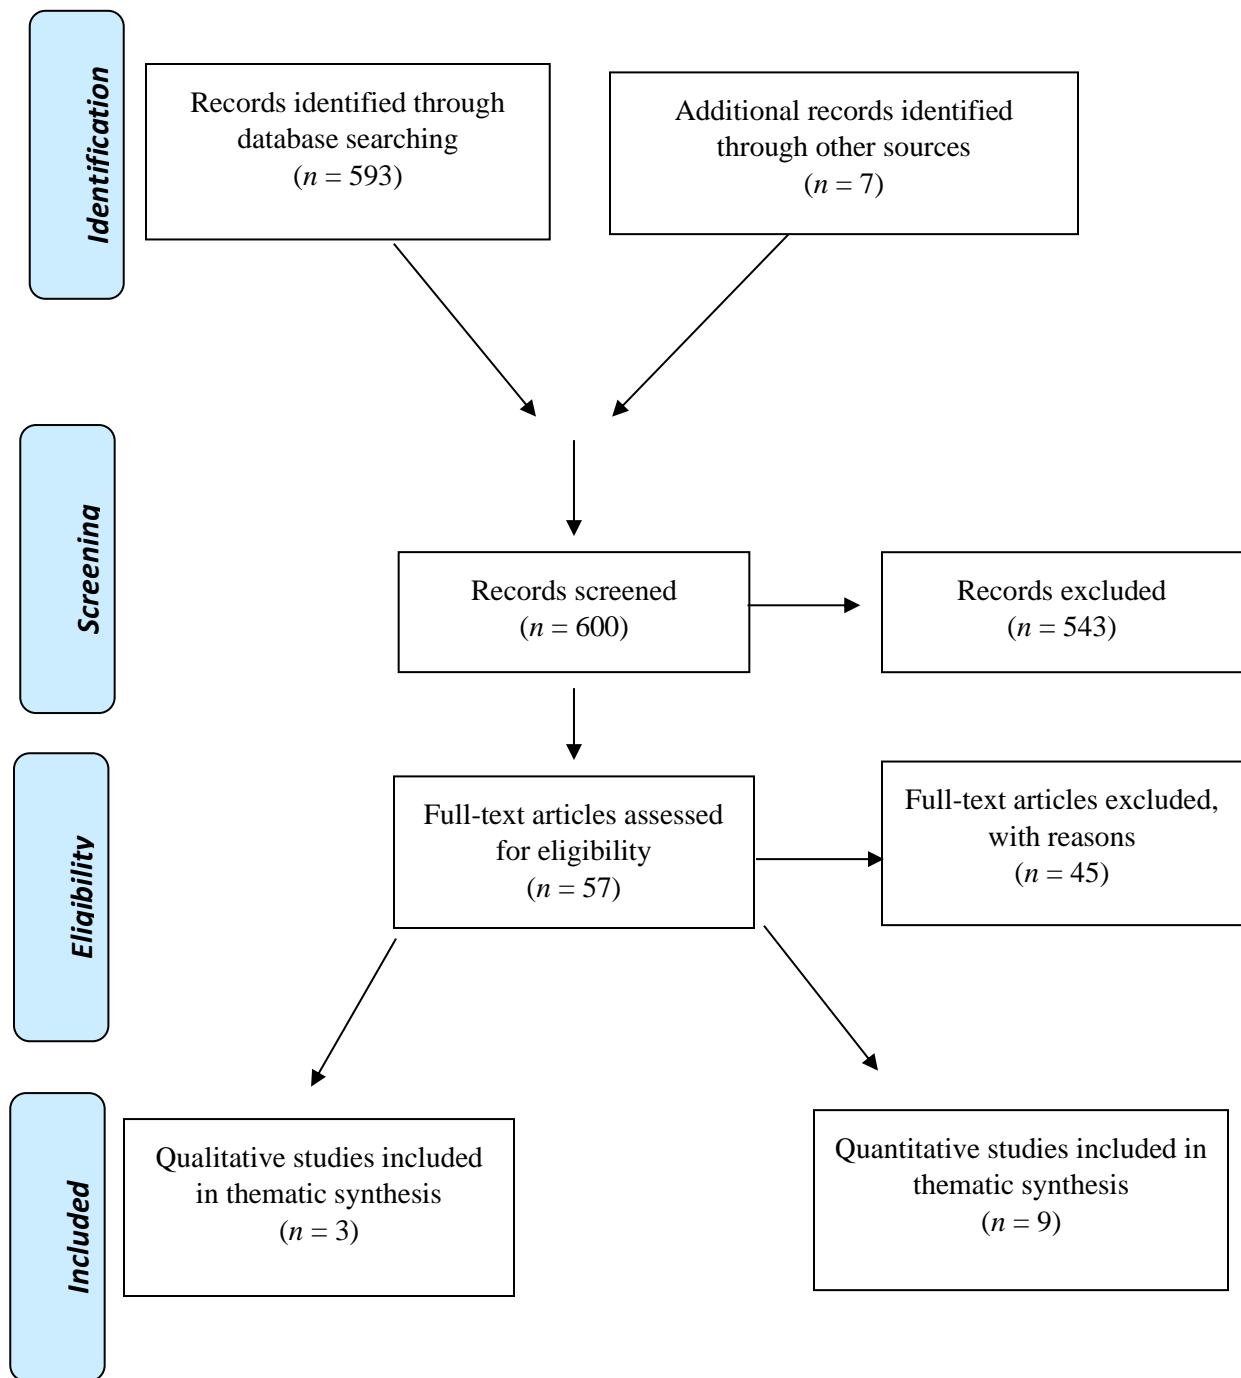 Identification
Records identified through
database searching
(n = 593)
Additional records identified
through other sources
(n = 7)
Screening
Records screened
(n = 600)
Records excluded
(n = 543)
Eligibility
Full-text articles assessed
for eligibility
(n = 57)
Full-text articles excluded,
with reasons
(n = 45)
Included
Qualitative studies included
in thematic synthesis
(n = 3)
Quantitative studies included in
thematic synthesis
(n = 9)